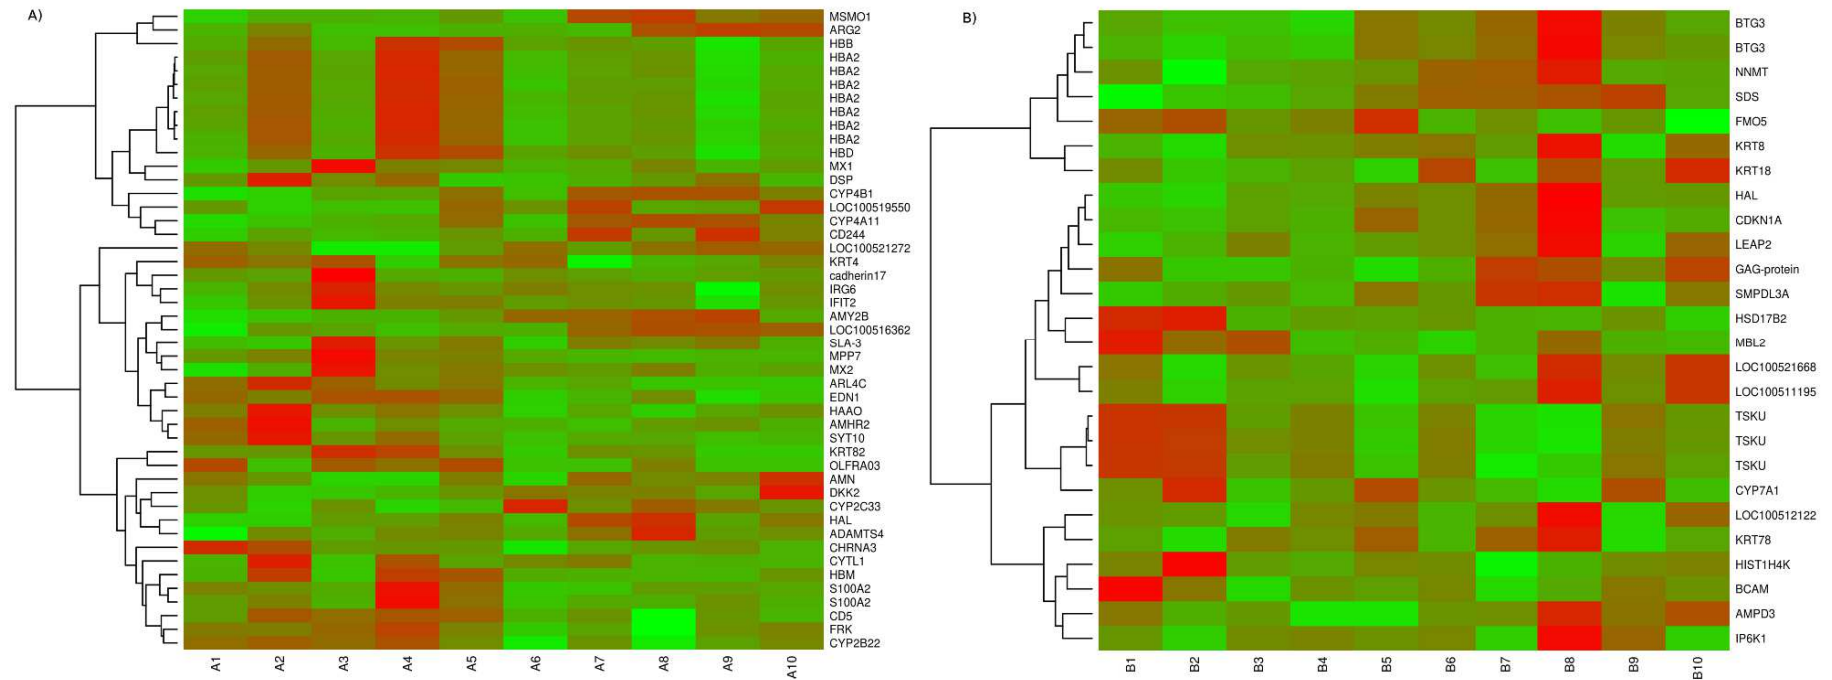 A)
MSMO1
ARG2
HBB
HBA2
HBA2
HBA2
HBA2
HBA2
HBA2
HBA2
HBD
MX1
DSP
CYP4B1
LOC100519550
CYP4A11
CD244
LOC100521272
KRT4
cadherin17
IRG6
IFIT2
AMY2B
LOC100516362
SLA-3
MPP7
MX2
ARL4C
EDN1
HAAO
AMHR2
SYT10
KRT82
OLFRA03
AMN
DKK2
CYP2C33
HAL
ADAMTS4
CHRNA3
CYTL1
HBM
S100A2
S100A2
CD5
FRK
CYP2B22
A1 A2 A3 A4 A5 A6 A7 A8 A9 A10
B)
BTG3
BTG3
NNMT
SDS
FMO5
KRT8
KRT18
HAL
CDKN1A
LEAP2
GAG-protein
SMPDL3A
HSD17B2
MBL2
LOC100521668
LOC100511195
TSKU
TSKU
TSKU
CYP7A1
LOC100512122
KRT78
HIST1H4K
BCAM
AMPD3
IP6K1
B1 B2 B3 B4 B5 B6 B7 B8 B9 B10